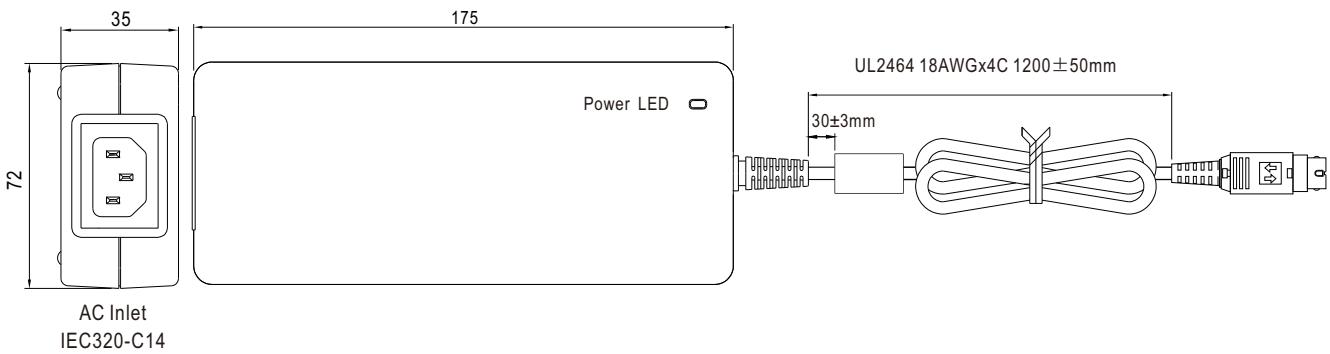 35
175
UL2464 18AWGx4C 1200±50mm
Power LED
30±3mm
72
AC Inlet
IEC320-C14